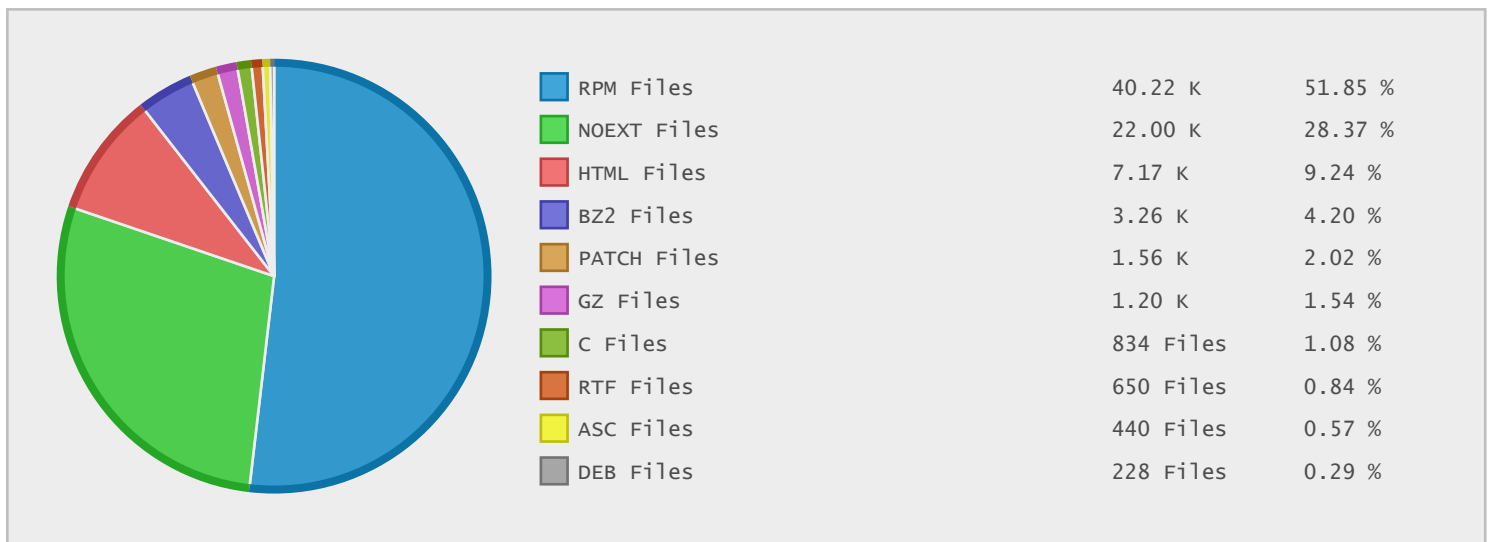 RPM Files 40.22 K 51.85 %
NOEXT Files 22.00 K 28.37 %
HTML Files 7.17 K 9.24 %
BZ2 Files 3.26 K 4.20 %
PATCH Files 1.56 K 2.02 %
GZ Files 1.20 K 1.54 %
C Files 834 Files 1.08 %
RTF Files 650 Files 0.84 %
ASC Files 440 Files 0.57 %
DEB Files 228 Files 0.29 %